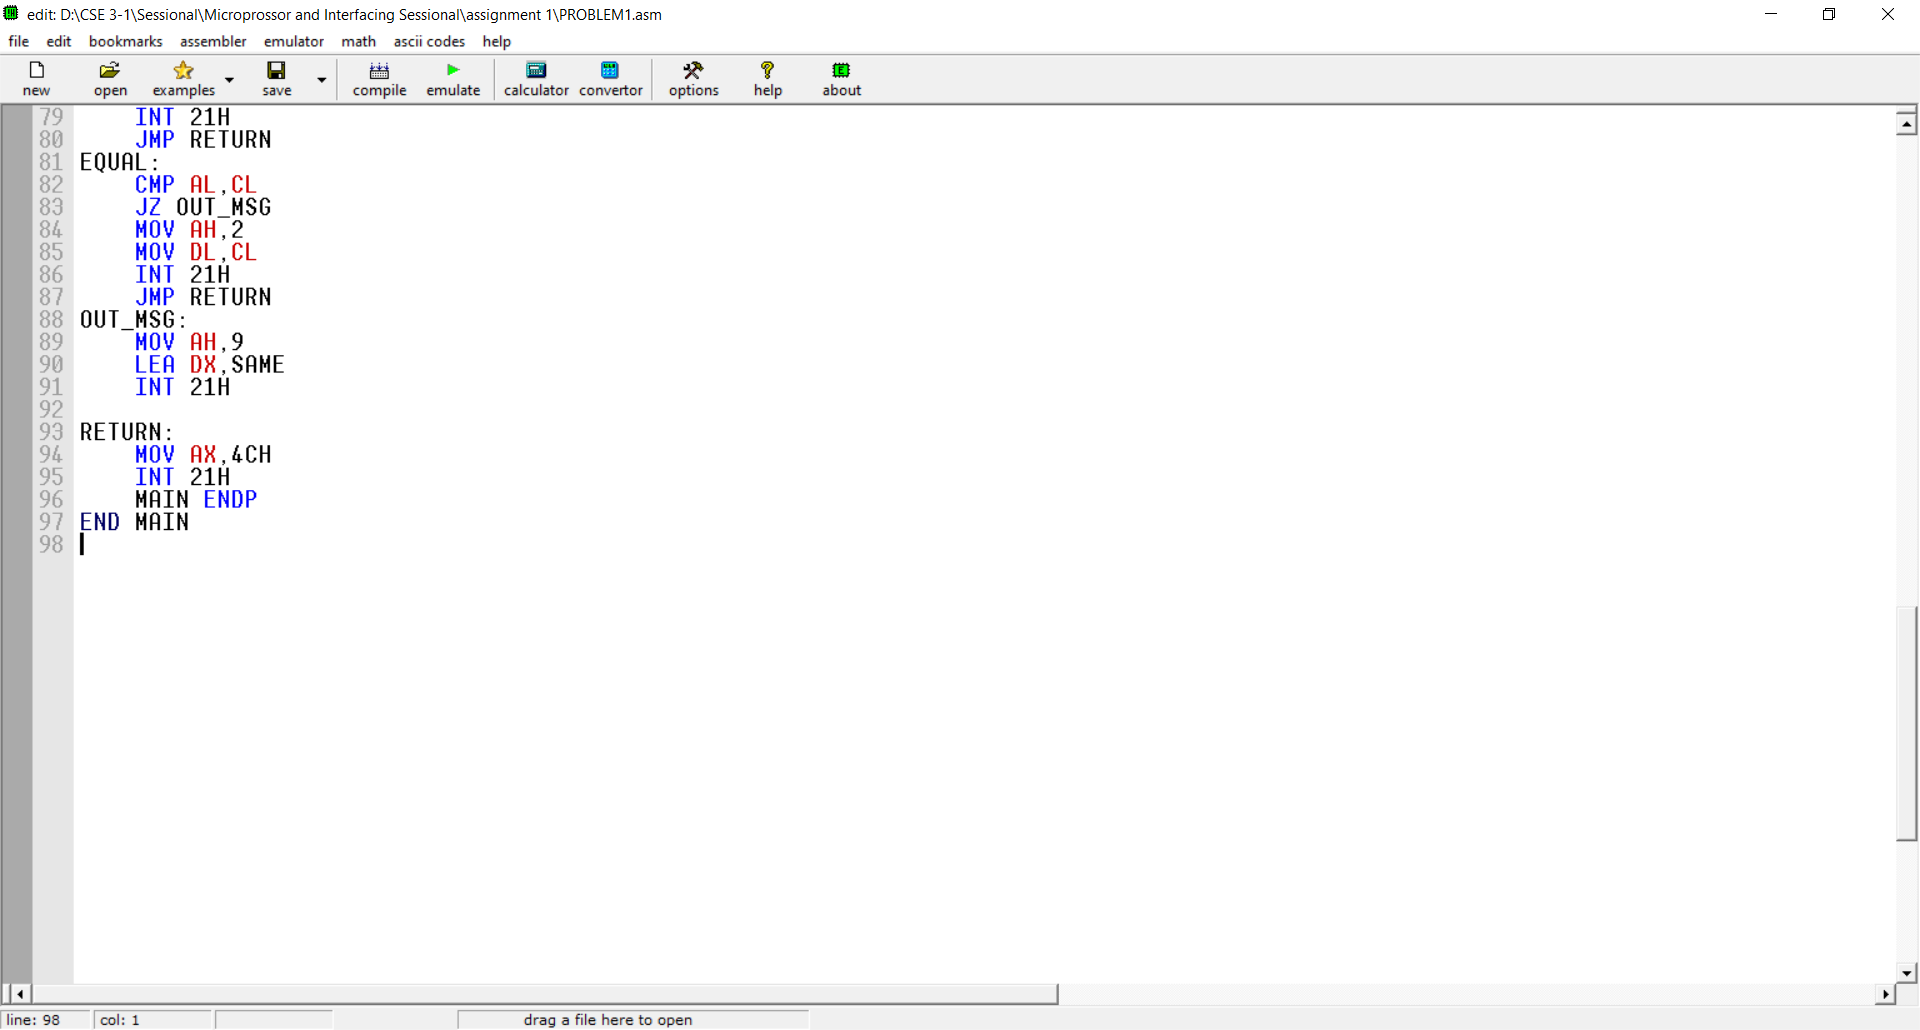 edit: D:\CSE 3-1\Sessional\Microprossor and Interfacing Sessional\assignment 1\PROBLEM1.asm
file edit bookmarks assembler emulator math ascii codes help
new open examples save compile emulate calculator convertor options help about
79 INT 21H
80 JMP RETURN
81 EQUAL:
82 CMP AL,CL
83 JZ OUT_MSG
84 MOV AH,2
85 MOV DL,CL
86 INT 21H
87 JMP RETURN
88 OUT_MSG:
89 MOV AH,9
90 LEA DX,SAME
91 INT 21H
92
93 RETURN:
94 MOV AX,4CH
95 INT 21H
96 MAIN ENDP
97 END MAIN
98
line: 98 col: 1 drag a file here to open